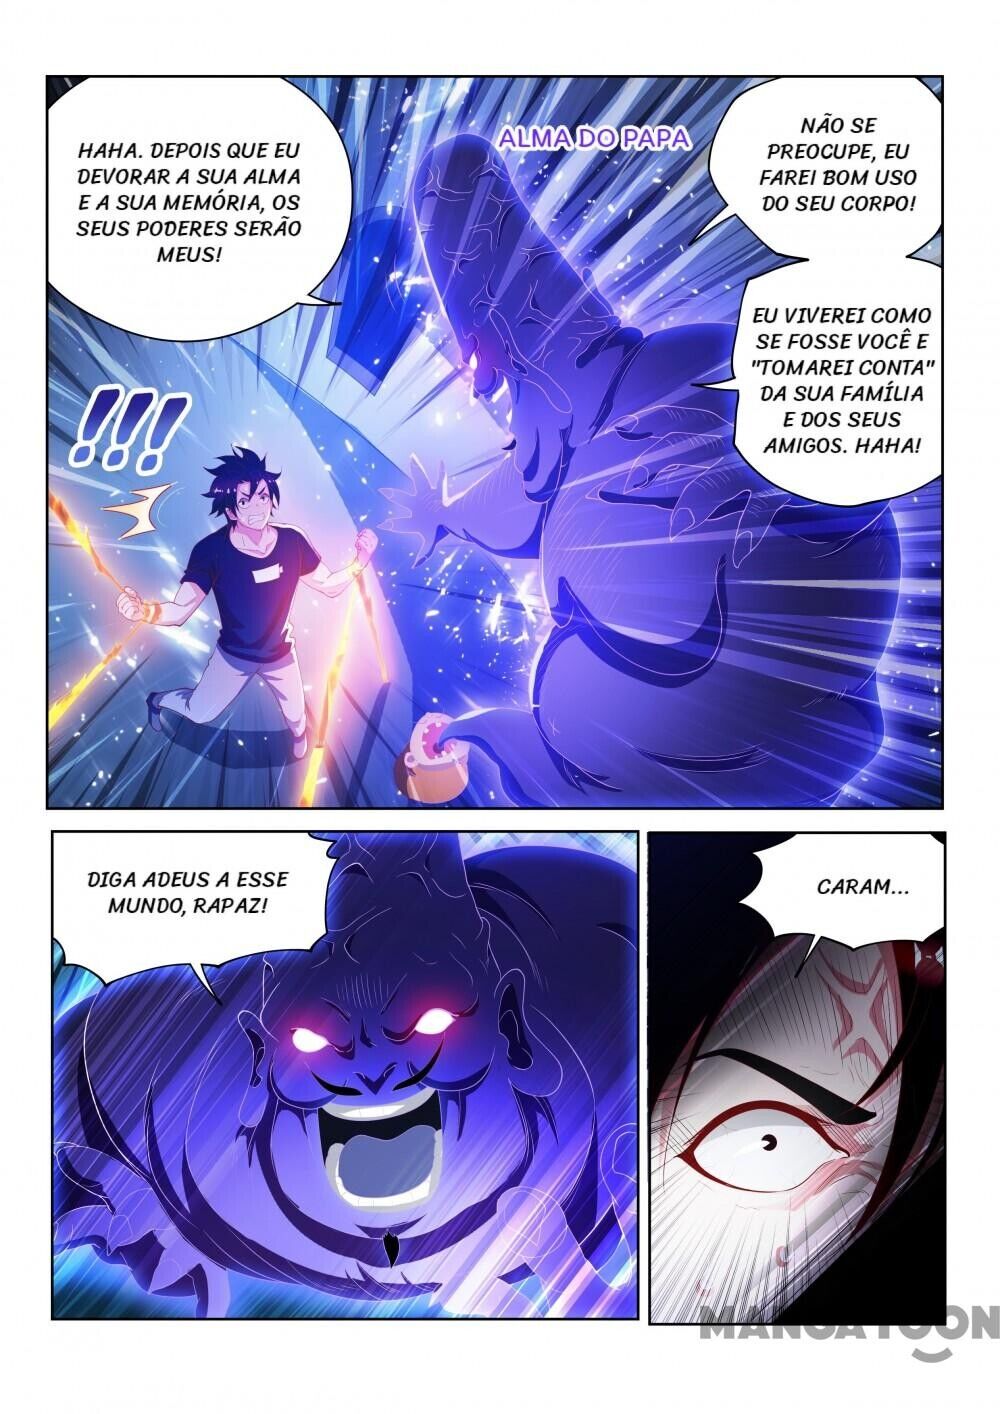 HAHA. DEPOIS QUE EU
DEVORAR A SUA ALMA
E A SUA MEMÓRIA, OS
SEUS PODERES SERÃO
MEUS!
ALMA DO PAPA
NÃO SE
PREOCUPE, EU
FAREI BOM USO
DO SEU CORPO!
EU VIVEREI COMO
SE FOSSE VOCÊ E
"TOMAREI CONTA"
DA SUA FAMÍLIA
E DOS SEUS
AMIGOS. HAHA!
!!!
DIGA ADEUS A ESSE
MUNDO, RAPAZ!
CARAM...
MANGATOON